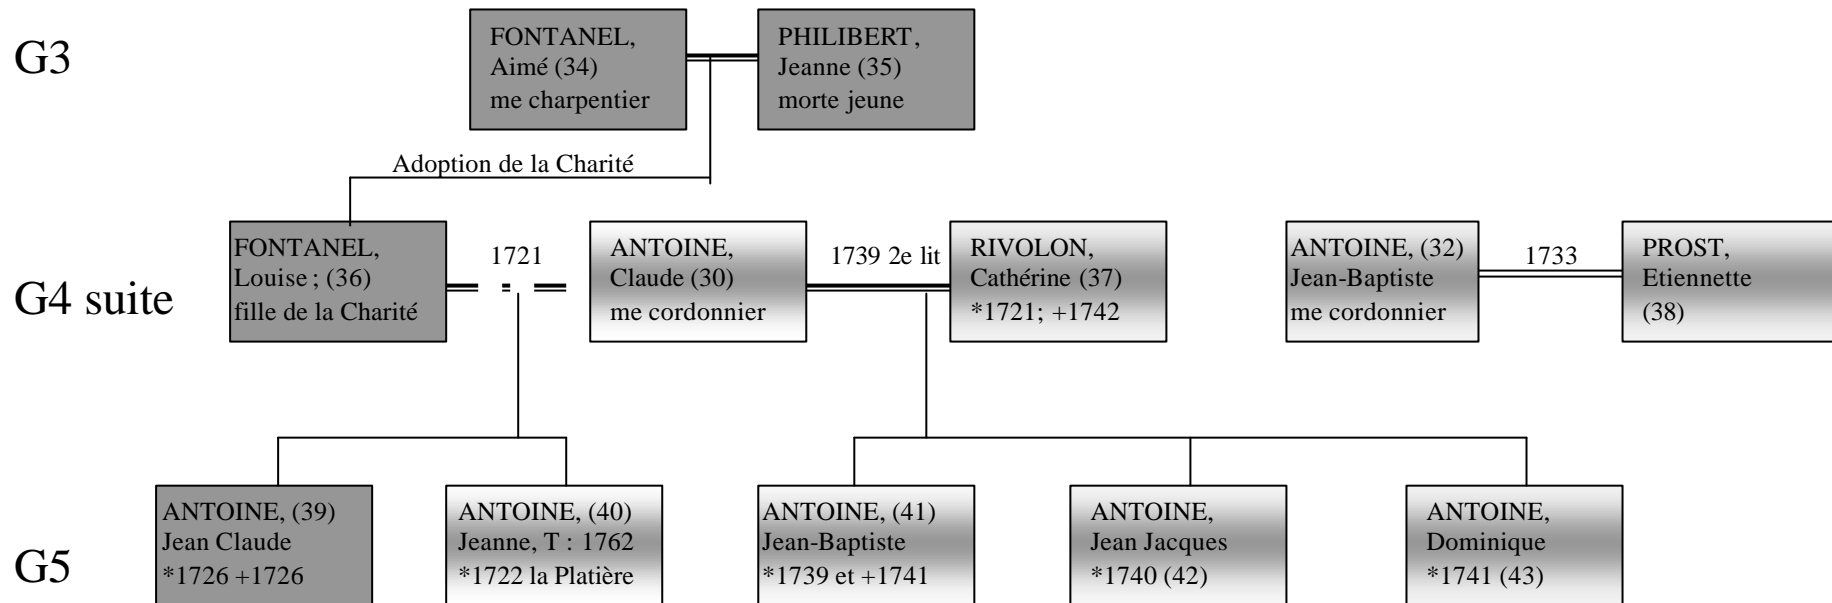 G3
FONTANEL,
Aimé (34)
me charpentier
PHILIBERT,
Jeanne (35)
morte jeune
Adoption de la Charité
G4 suite
FONTANEL,
Louise ; (36)
fille de la Charité
1721
ANTOINE,
Claude (30)
me cordonnier
1739 2e lit
RIVOLON,
Cathérine (37)
*1721; +1742
ANTOINE, (32)
Jean-Baptiste
me cordonnier
1733
PROST,
Etiennette
(38)
G5
ANTOINE, (39)
Jean Claude
*1726 +1726
ANTOINE, (40)
Jeanne, T : 1762
*1722 la Platière
ANTOINE, (41)
Jean-Baptiste
*1739 et +1741
ANTOINE,
Jean Jacques
*1740 (42)
ANTOINE,
Dominique
*1741 (43)